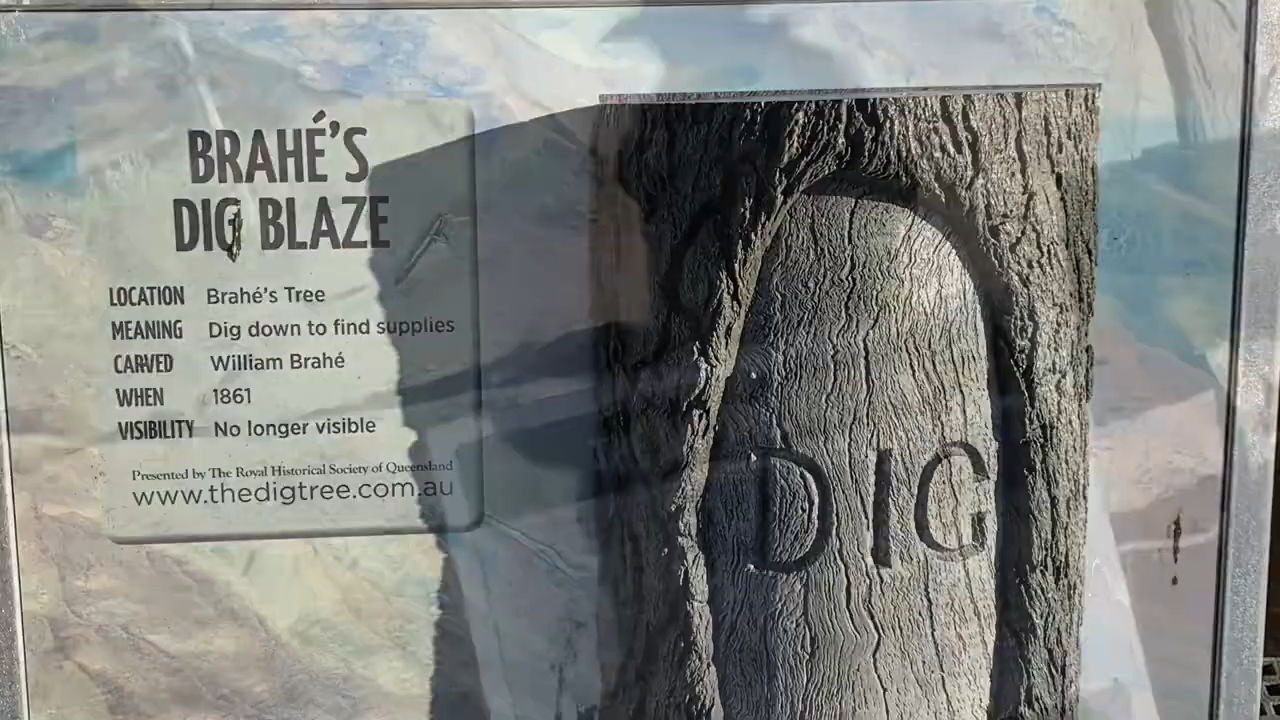 BRAHÉ'S
DIG BLAZE
LOCATION Brahé's Tree
MEANING Dig down to find supplies
CARVED William Brahé
WHEN 1861
VISIBILITY No longer visible
Presented by The Royal Historical Society of Queensland
www.thedigtree.com.au
DIG